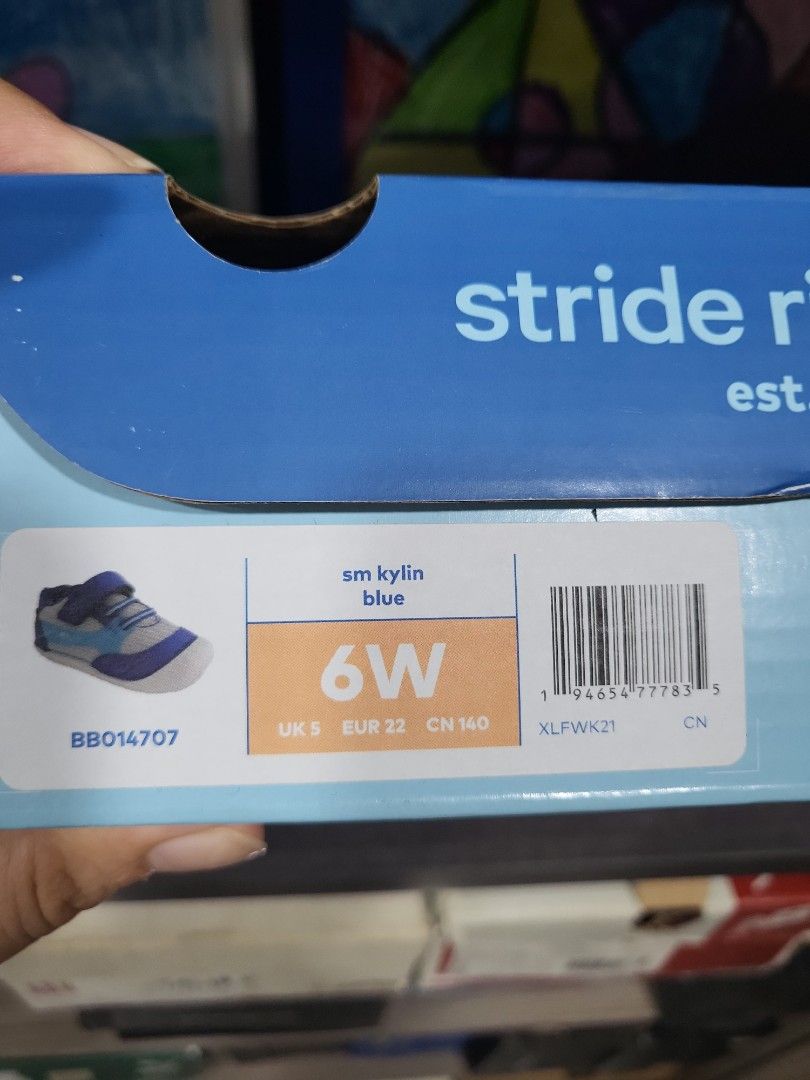 stride ri
est.
sm kylin
blue
6W
UK 5 EUR 22 CN 140
BB014707
1 94654 77783 5
XLFWK21 CN